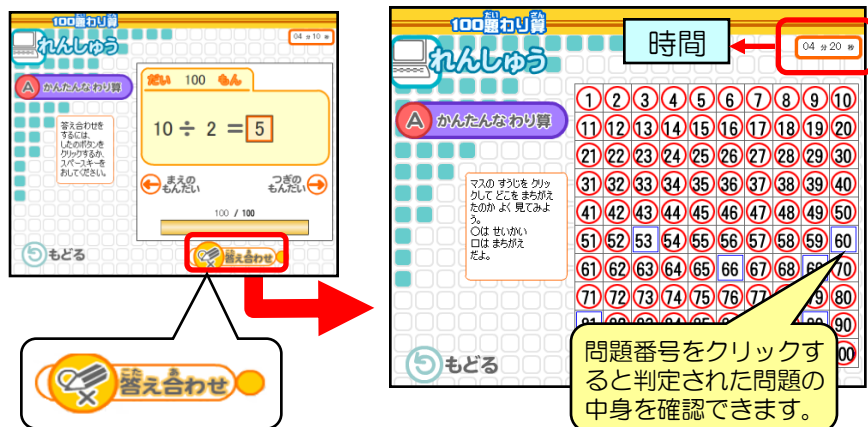 100題わり算
だい ざん
れんしゅう
04 分 10 秒
A かんたんな わり算
だい 100 もん
10 ÷ 2 = 5
答え合わせを
するには、
したのボタンを
クリックするか、
スペースキーを
おしてください。
まえの
もんだい
つぎの
もんだい
100 / 100
もどる
答え合わせ
こた あ
答え合わせ
100題わり算
だい ざん
れんしゅう
時間
04 分 20 秒
A かんたんな わり算
マスの すうじを クリッ
クして どこを まちがえ
たのか よく 見てみよ
う。
○は せいかい
□は まちがえ
だよ。
1 2 3 4 5 6 7 8 9 10
11 12 13 14 15 16 17 18 19 20
21 22 23 24 25 26 27 28 29 30
31 32 33 34 35 36 37 38 39 40
41 42 43 44 45 46 47 48 49 50
51 52 53 54 55 56 57 58 59 60
61 62 63 64 65 66 67 68 70
71 72 73 74 75 76 77 80
90
もどる
問題番号をクリックす
ると判定された問題の
中身を確認できます。